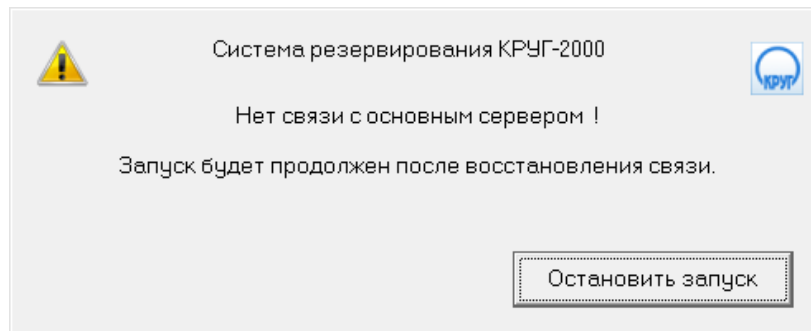 Система резервирования КРУГ-2000
КРУГ
Нет связи с основным сервером !
Запуск будет продолжен после восстановления связи.
Остановить запуск